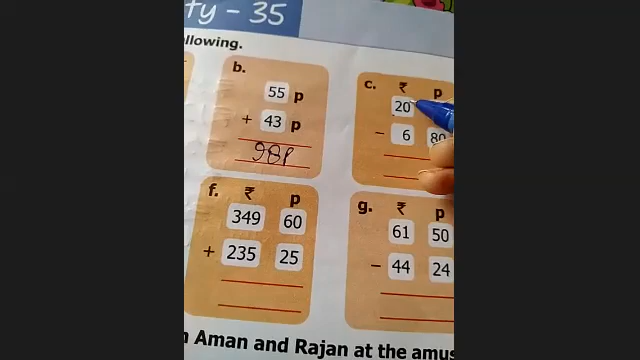 ty - 35
llowing.
b.
55 p
+ 43 p
98p
c. ₹ p
20
- 6 80
f. ₹ p
349 60
+ 235 25
g. ₹ p
61 50
- 44 24
Aman and Rajan at the amus